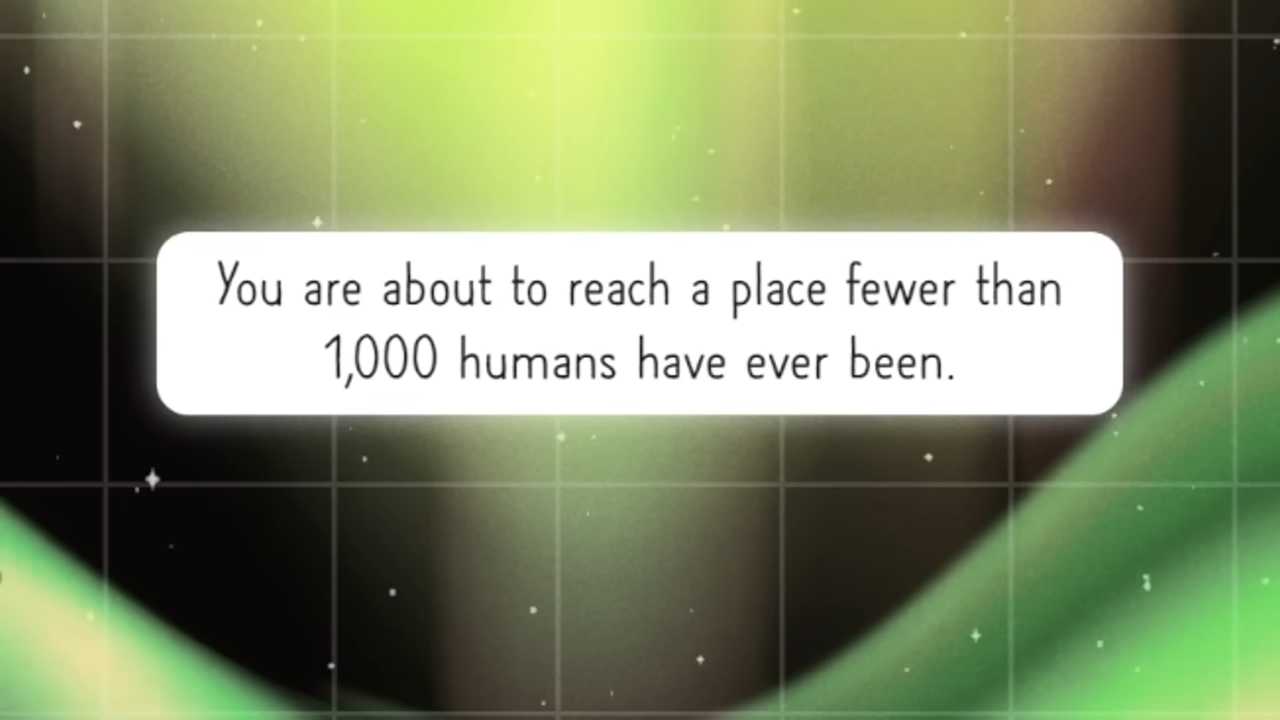 You are about to reach a place fewer than
1,000 humans have ever been.